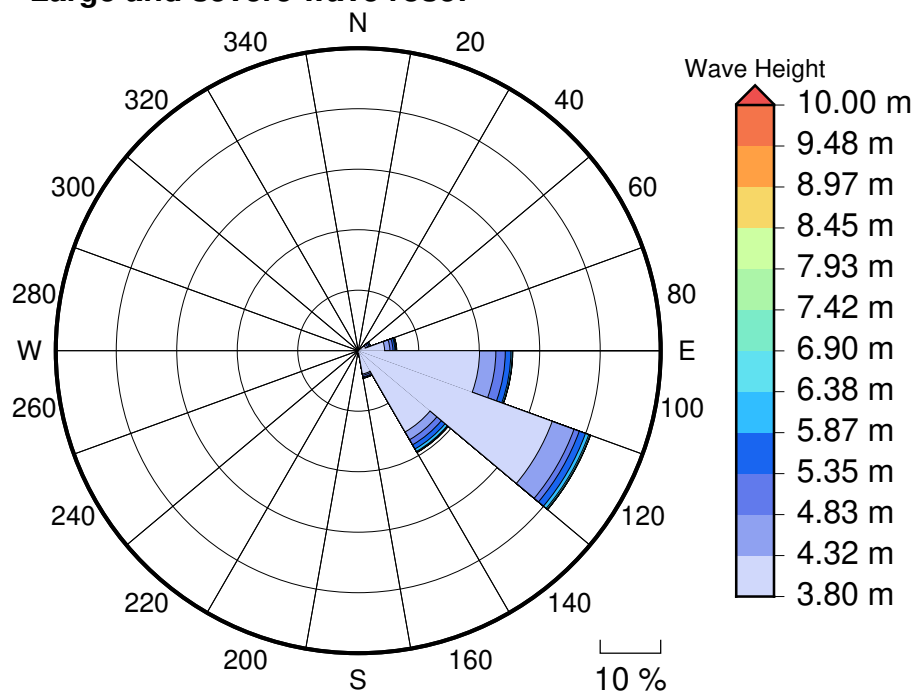 Large and severe wave rose:
N
340
20
320
40
300
60
280
80
W
E
260
100
240
120
220
140
200
160
S
Wave Height
10.00 m
9.48 m
8.97 m
8.45 m
7.93 m
7.42 m
6.90 m
6.38 m
5.87 m
5.35 m
4.83 m
4.32 m
3.80 m
10 %